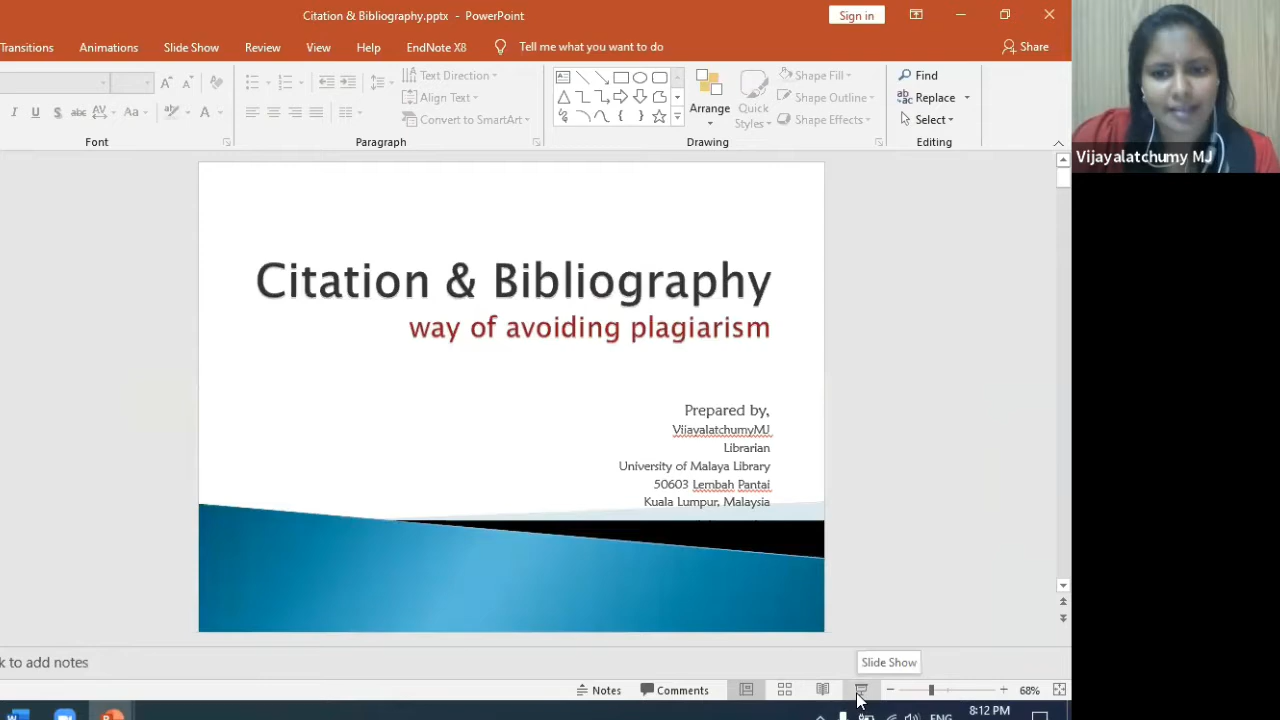 Citation & Bibliography.pptx - PowerPoint
Sign in
Transitions Animations Slide Show Review View Help EndNote X8 Tell me what you want to do Share
Text Direction
Align Text
Convert to SmartArt
Arrange
Quick
Styles
Shape Fill
Shape Outline
Shape Effects
Find
Replace
Select
Font Paragraph Drawing Editing
Vijayalatchumy MJ
Citation & Bibliography
way of avoiding plagiarism
Prepared by,
VijayalatchumyMJ
Librarian
University of Malaya Library
50603 Lembah Pantai
Kuala Lumpur, Malaysia
k to add notes
Slide Show
Notes Comments 68%
ENG 8:12 PM